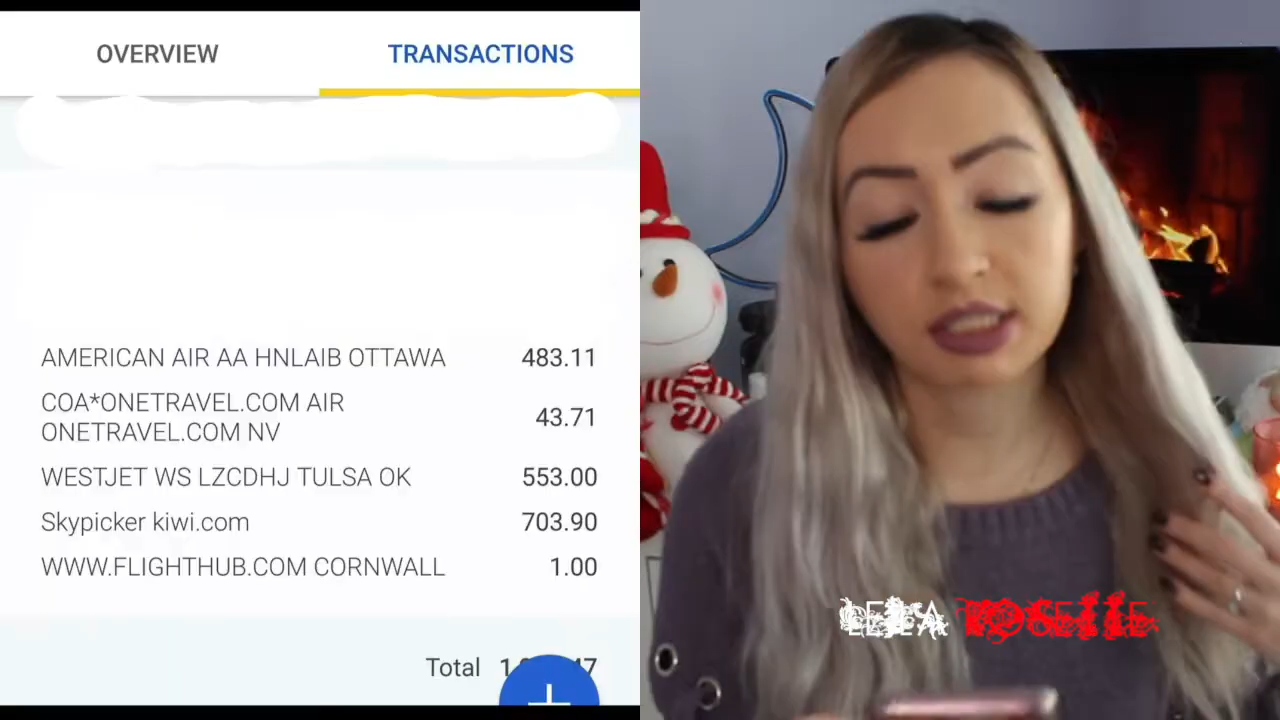 OVERVIEW TRANSACTIONS
AMERICAN AIR AA HNLAIB OTTAWA 483.11
COA*ONETRAVEL.COM AIR
ONETRAVEL.COM NV 43.71
WESTJET WS LZCDHJ TULSA OK 553.00
Skypicker kiwi.com 703.90
WWW.FLIGHTHUB.COM CORNWALL 1.00
Total